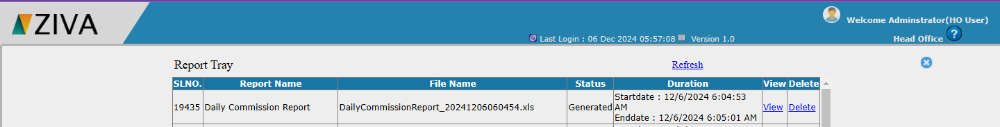 ZIVA
Welcome Adminstrator(HO User)
Last Login : 06 Dec 2024 05:57:08 Version 1.0
Head Office ?
Report Tray Refresh
SLNO. Report Name File Name Status Duration View Delete
Startdate : 12/6/2024 6:04:53
19435 Daily Commission Report DailyCommissionReport_20241206060454.xls Generated AM View Delete
Enddate : 12/6/2024 6:05:01 AM